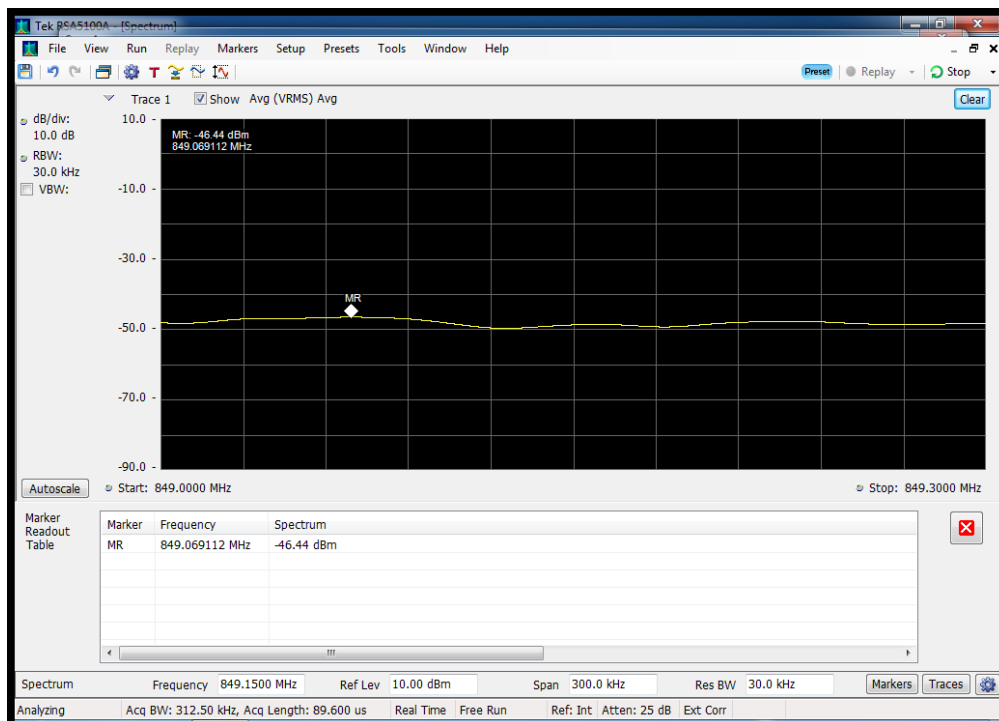 Tek RSA5100A - [Spectrum]
File View Run Replay Markers Setup Presets Tools Window Help
Preset Replay Stop
Trace 1 Show Avg (VRMS) Avg Clear
dB/div:
10.0 dB
RBW:
30.0 kHz
VBW:
10.0
MR: -46.44 dBm
849.069112 MHz
-10.0
-30.0
MR
-50.0
-70.0
-90.0
Autoscale Start: 849.0000 MHz Stop: 849.3000 MHz
Marker Readout Table
Marker Frequency Spectrum
MR 849.069112 MHz -46.44 dBm
Spectrum Frequency 849.1500 MHz Ref Lev 10.00 dBm Span 300.0 kHz Res BW 30.0 kHz Markers Traces
Analyzing Acq BW: 312.50 kHz, Acq Length: 89.600 us Real Time Free Run Ref: Int Atten: 25 dB Ext Corr